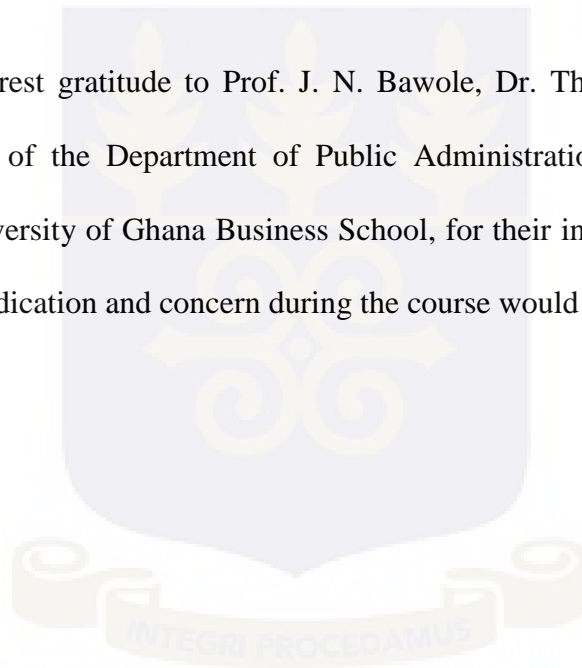 rest gratitude to Prof. J. N. Bawole, Dr. Th
of the Department of Public Administratio
versity of Ghana Business School, for their in
dication and concern during the course would
INTEGRI PROCEDAMUS